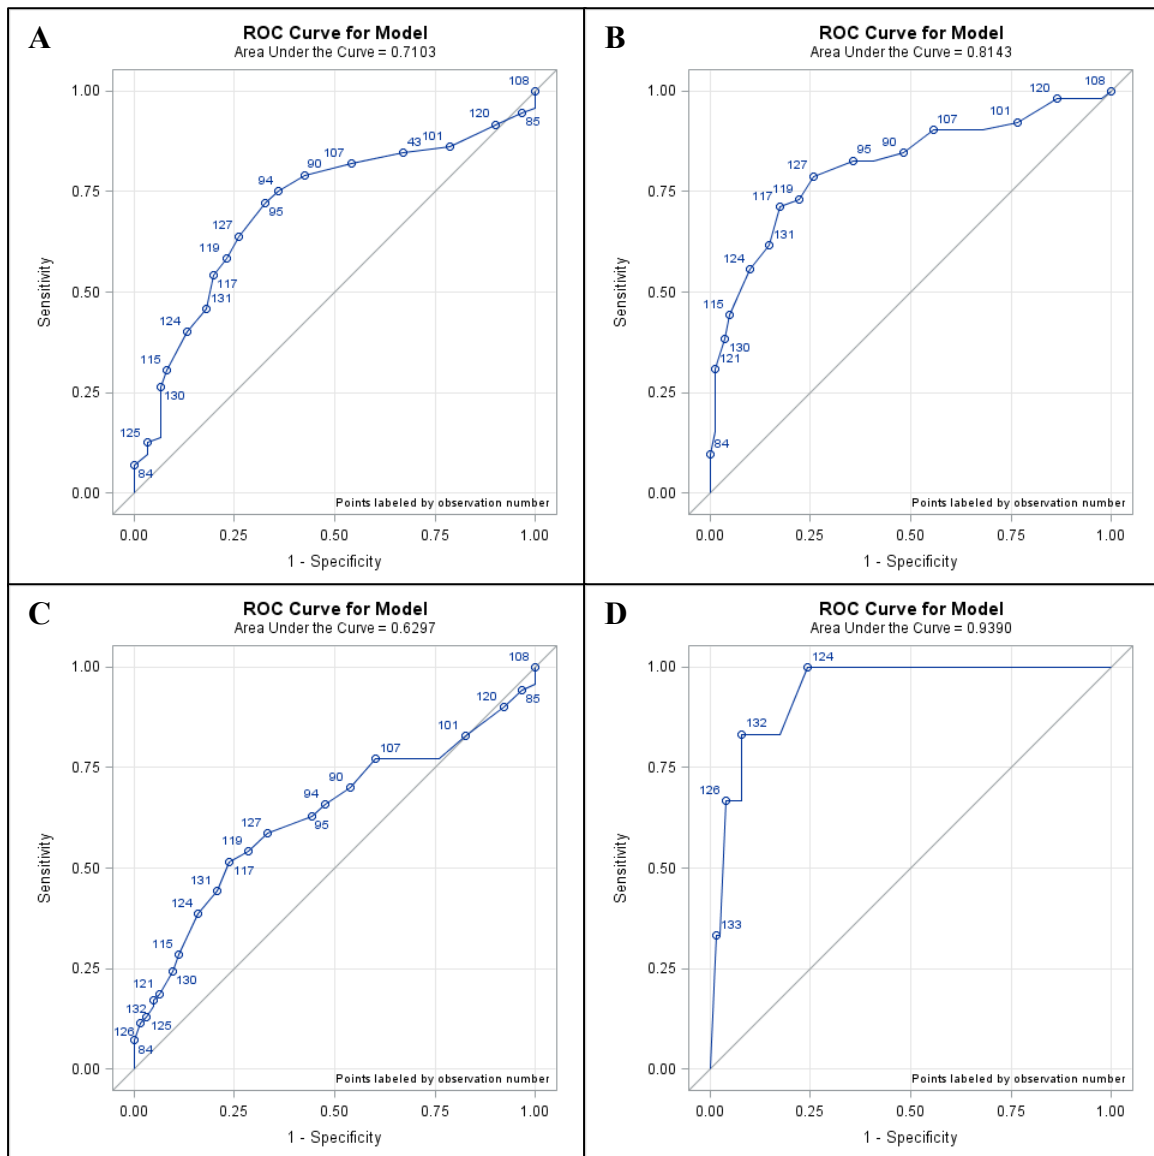 A
ROC Curve for Model
Area Under the Curve = 0.7103
108
1.00
120
85
43
101
107
90
94
0.75
95
127
119
117
0.50
131
124
115
130
0.25
125
84
0.00
Sensitivity
Points labeled by observation number
0.00 0.25 0.50 0.75 1.00
1 - Specificity
B
ROC Curve for Model
Area Under the Curve = 0.8143
108
1.00
120
101
107
90
95
127
0.75
119
117
131
124
0.50
115
130
121
0.25
84
0.00
Sensitivity
Points labeled by observation number
0.00 0.25 0.50 0.75 1.00
1 - Specificity
C
ROC Curve for Model
Area Under the Curve = 0.6297
108
1.00
120
85
101
107
0.75
90
94
95
127
119
117
0.50
131
124
115
130
0.25
121
132
125
126
84
0.00
Sensitivity
Points labeled by observation number
0.00 0.25 0.50 0.75 1.00
1 - Specificity
D
ROC Curve for Model
Area Under the Curve = 0.9390
124
1.00
132
0.75
126
0.50
133
0.25
0.00
Sensitivity
Points labeled by observation number
0.00 0.25 0.50 0.75 1.00
1 - Specificity